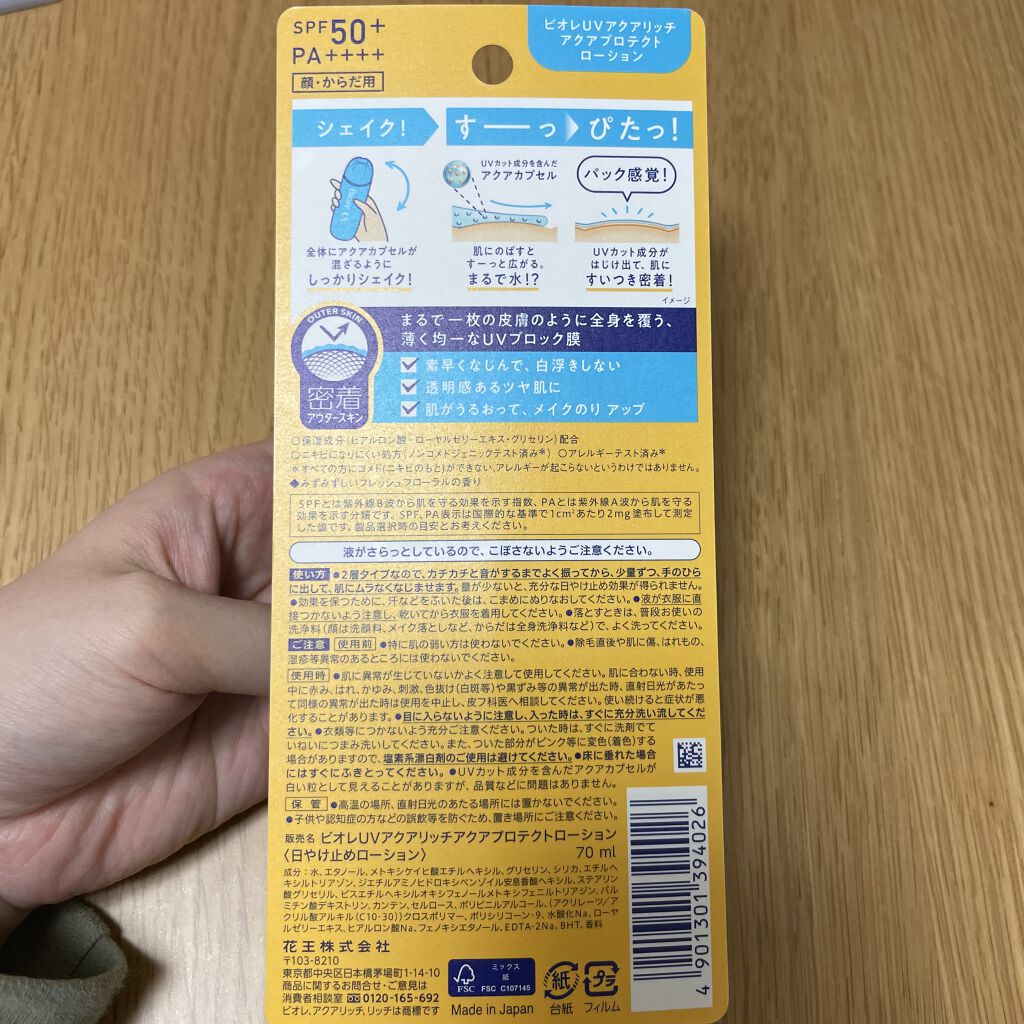 SPF50+
PA++++
顔・からだ用
ビオレUVアクアリッチ
アクアプロテクト
ローション
シェイク!
すーーっ ぴたっ!
UVカット成分を含んだ
アクアカプセル
パック感覚!
全体にアクアカプセルが
混ざるように
しっかりシェイク!
肌にのばすと
すーっと広がる。
まるで水!?
UVカット成分が
はじけ出て、肌に
すいつき密着!
イメージ
OUTER SKIN
密着
アウタースキン
まるで一枚の皮膚のように全身を覆う、
薄く均一なUVブロック膜
素早くなじんで、白浮きしない
透明感あるツヤ肌に
肌がうるおって、メイクのり アップ
○保湿成分(ヒアルロン酸・ローヤルゼリーエキス・グリセリン)配合
○ニキビになりにくい処方(ノンコメドジェニックテスト済み*) ○アレルギーテスト済み*
*すべての方にコメド(ニキビのもと)ができない、アレルギーが起こらないというわけではありません。
◆みずみずしいフレッシュフローラルの香り
SPFとは紫外線B波から肌を守る効果を示す指数、PAとは紫外線A波から肌を守る
効果を示す分類です。SPF、PA表示は国際的な基準で1cm²あたり2mg塗布して測定
した値です。製品選択時の目安とお考えください。
液がさらっとしているので、こぼさないようご注意ください。
使い方 ●2層タイプなので、カチカチと音がするまでよく振ってから、少量ずつ、手のひら
に出して、肌にムラなくなじませます。量が少ないと、充分な日やけ止め効果が得られません。
●効果を保つために、汗などをふいた後は、こまめにぬりなおしてください。●液が衣服に直
接つかないよう注意し、乾いてから衣服を着用してください。●落とすときは、普段お使いの
洗浄料(顔は洗顔料、メイク落としなど、からだは全身洗浄料など)で、よく洗ってください。
ご注意 使用前 ●特に肌の弱い方は使わないでください。●除毛直後や肌に傷、はれもの、
湿疹等異常のあるところには使わないでください。
使用時 ●肌に異常が生じていないかよく注意して使用してください。肌に合わない時、使用
中に赤み、はれ、かゆみ、刺激、色抜け(白斑等)や黒ずみ等の異常が出た時、直射日光があたっ
て同様の異常が出た時は使用を中止し、皮フ科医へ相談してください。使い続けると症状が悪
化することがあります。●目に入らないように注意し、入った時は、すぐに充分洗い流してくだ
さい。●衣類等につかないよう充分ご注意ください。ついた時は、すぐに洗剤でて
いねいにつまみ洗いしてください。また、ついた部分がピンク等に変色(着色)する
場合がありますので、塩素系漂白剤のご使用は避けてください。●床に垂れた場合
にはすぐにふきとってください。●UVカット成分を含んだアクアカプセルが
白い粒として見えることがありますが、品質などに問題はありません。
保管 ●高温の場所、直射日光のあたる場所には置かないでください。
●子供や認知症の方などの誤飲等を防ぐため、置き場所にご注意ください。
販売名 ビオレUVアクアリッチアクアプロテクトローション
〈日やけ止めローション〉 70 ml
成分:水、エタノール、メトキシケイヒ酸エチルヘキシル、グリセリン、シリカ、エチルヘ
キシルトリアゾン、ジエチルアミノヒドロキシベンゾイル安息香酸ヘキシル、ステアリン
酸グリセリル、ビスエチルヘキシルオキシフェノールメトキシフェニルトリアジン、パル
ミチン酸デキストリン、カンテン、セルロース、ポリビニルアルコール、(アクリレーツ/ア
クリル酸アルキル(C10-30))クロスポリマー、ポリシリコーン-9、水酸化Na、ローヤ
ルゼリーエキス、ヒアルロン酸Na、フェノキシエタノール、EDTA-2Na、BHT、香料
花王株式会社
〒103-8210
東京都中央区日本橋茅場町1-14-10
商品に関するお問合せ・ご意見は
消費者相談室 0120-165-692
ビオレ、アクアリッチ、リッチは商標です
FSC
ミックス
紙
FSC C107145
Made in Japan
紙
台紙
プラ
フィルム
4 901301 394026